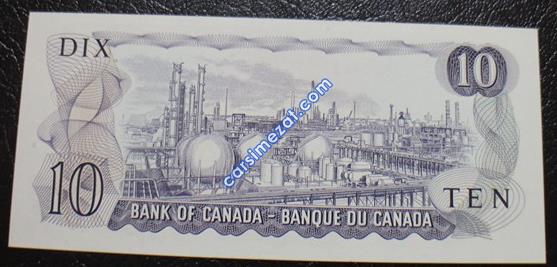 DIX
10
carsimezat.com
10
TEN
BANK OF CANADA - BANQUE DU CANADA